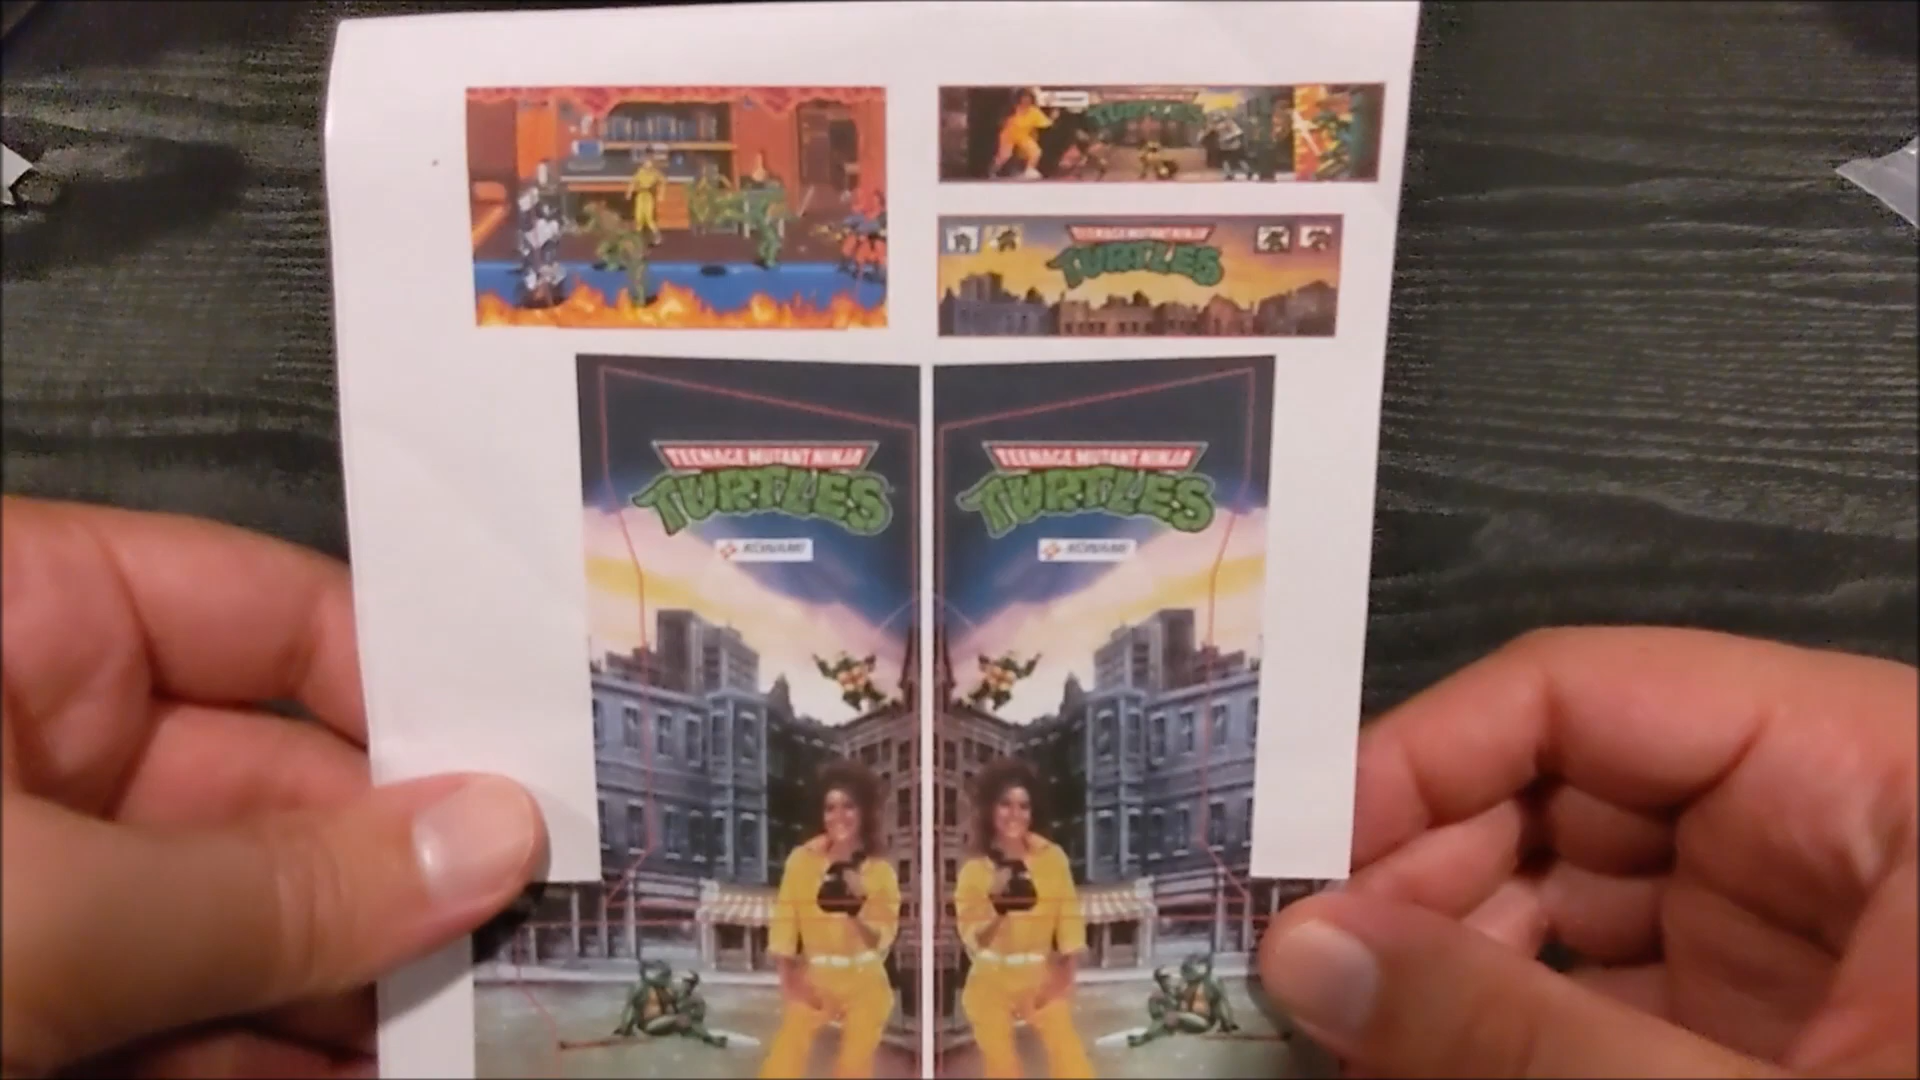 TURTLES
TEENAGE MUTANT NINJA
TURTLES
TEENAGE MUTANT NINJA
TURTLES
KONAMI
TEENAGE MUTANT NINJA
TURTLES
KONAMI